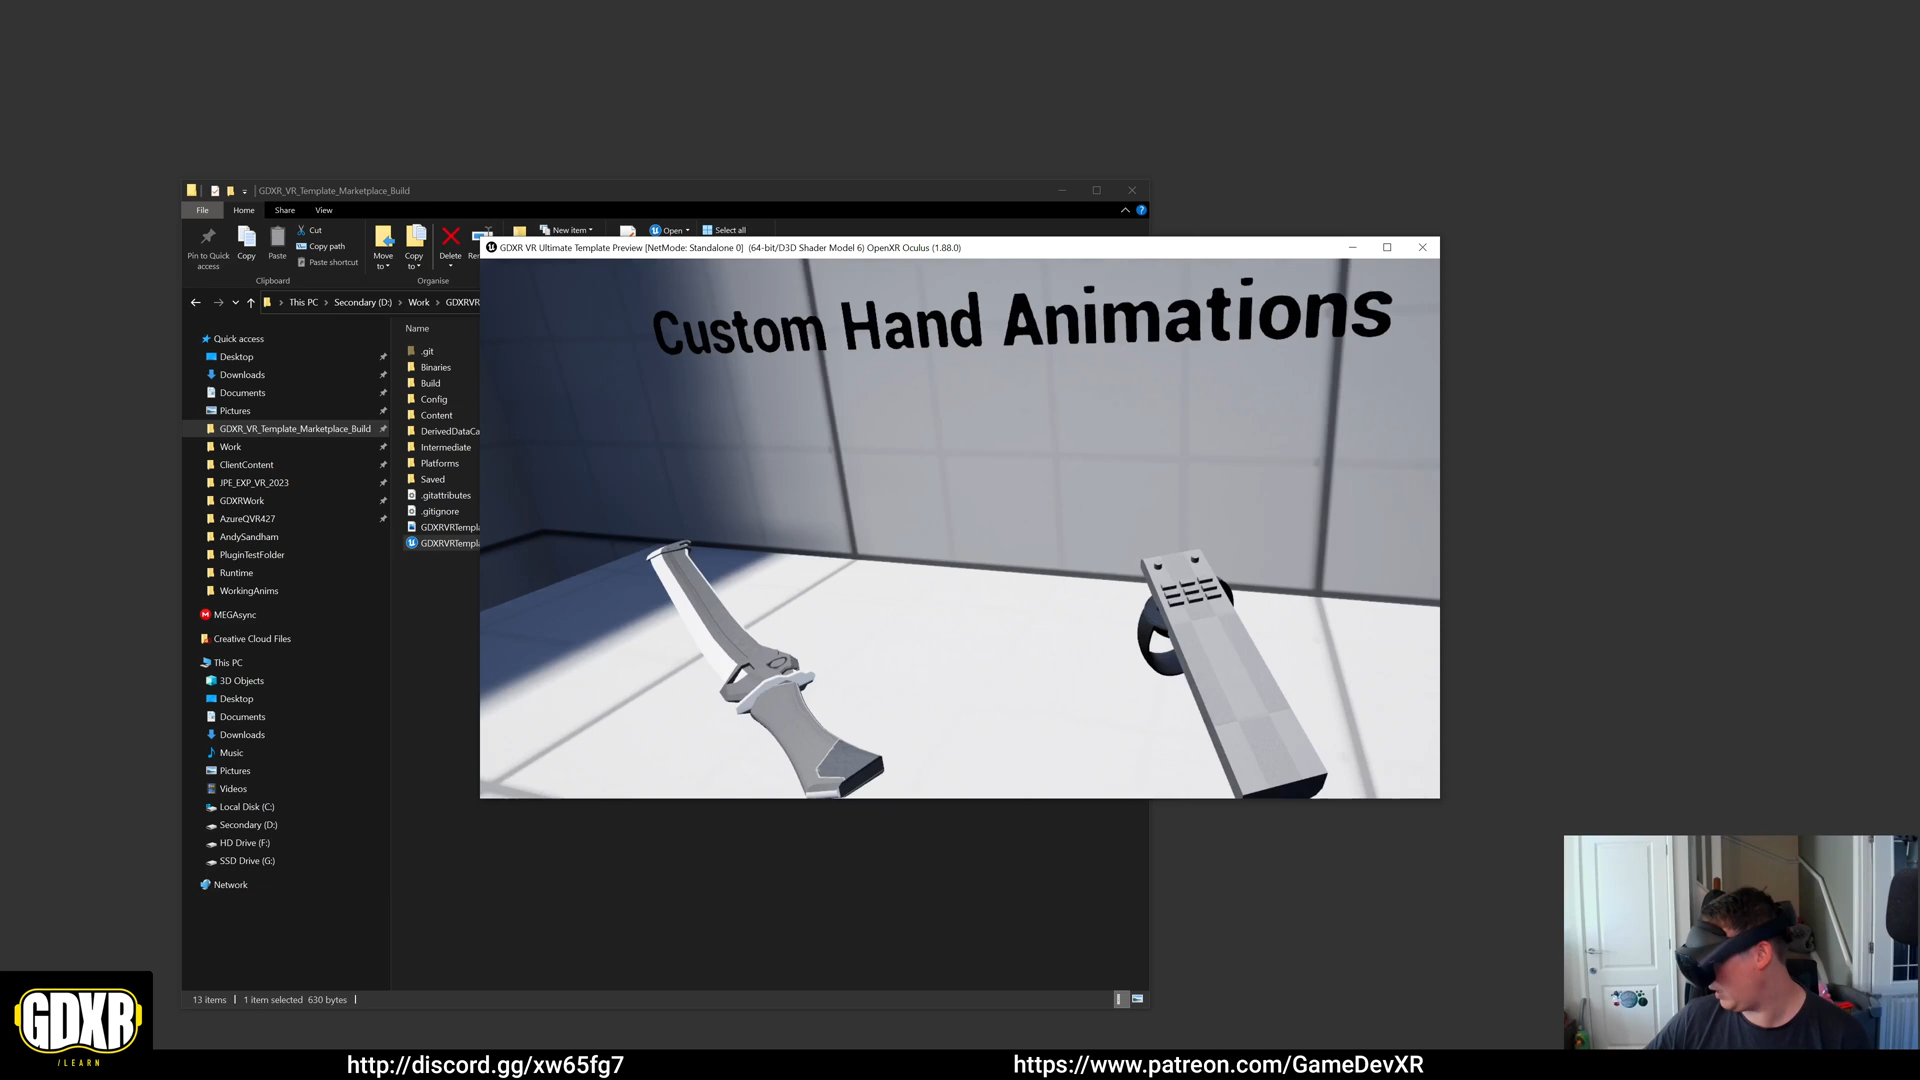 GDXR_VR_Template_Marketplace_Build
File
Home
Share
View
Pin to Quick access
Copy
Paste
Cut
Copy path
Paste shortcut
Clipboard
Move to
Copy to
Delete
Organise
New item
Open
Select all
This PC > Secondary (D:) > Work > GDXRVR
Quick access
Desktop
Downloads
Documents
Pictures
GDXR_VR_Template_Marketplace_Build
Work
ClientContent
JPE_EXP_VR_2023
GDXRWork
AzureQVR427
AndySandham
PluginTestFolder
Runtime
WorkingAnims
MEGAsync
Creative Cloud Files
This PC
3D Objects
Desktop
Documents
Downloads
Music
Pictures
Videos
Local Disk (C:)
Secondary (D:)
HD Drive (F:)
SSD Drive (G:)
Network
Name
.git
Binaries
Build
Config
Content
DerivedDataCa
Intermediate
Platforms
Saved
.gitattributes
.gitignore
GDXRVRTempl
GDXRVRTempl
GDXR VR Ultimate Template Preview [NetMode: Standalone 0] (64-bit/D3D Shader Model 6) OpenXR Oculus (1.88.0)
Custom Hand Animations
13 items
1 item selected 630 bytes
GDXR
/LEARN
http://discord.gg/xw65fg7
https://www.patreon.com/GameDevXR